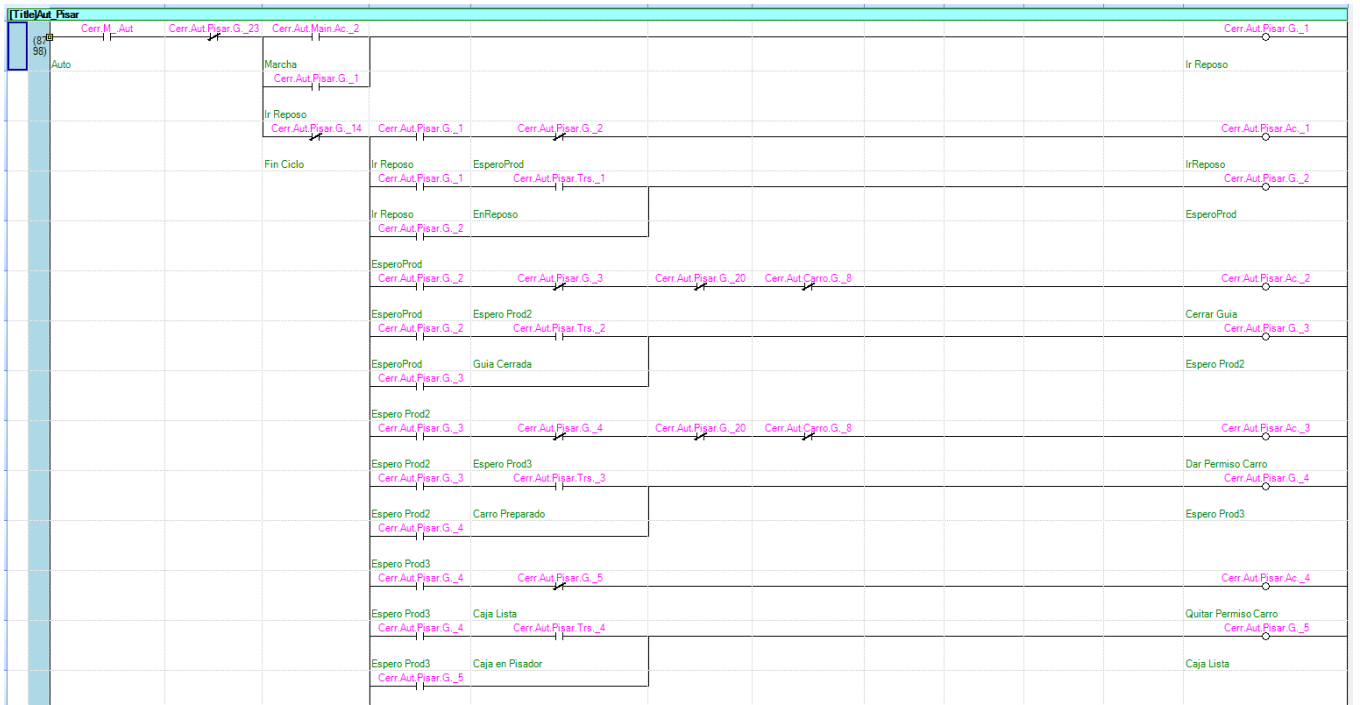 [Title]Aut_Pisar
Cerr.M_.Aut Cerr.Aut.Pisar.G._23 Cerr.Aut.Main.Ac._2 Cerr.Aut.Pisar.G._1
(87
98)
Auto Marcha Ir Reposo
Cerr.Aut.Pisar.G._1
Ir Reposo
Cerr.Aut.Pisar.G._14 Cerr.Aut.Pisar.G._1 Cerr.Aut.Pisar.G._2 Cerr.Aut.Pisar.Ac._1
Fin Ciclo Ir Reposo EsperoProd IrReposo
Cerr.Aut.Pisar.G._1 Cerr.Aut.Pisar.Trs._1 Cerr.Aut.Pisar.G._2
Ir Reposo EnReposo EsperoProd
Cerr.Aut.Pisar.G._2
EsperoProd
Cerr.Aut.Pisar.G._2 Cerr.Aut.Pisar.G._3 Cerr.Aut.Pisar.G._20 Cerr.Aut.Carro.G._8 Cerr.Aut.Pisar.Ac._2
EsperoProd Espero Prod2 Cerrar Guia
Cerr.Aut.Pisar.G._2 Cerr.Aut.Pisar.Trs._2 Cerr.Aut.Pisar.G._3
EsperoProd Guia Cerrada Espero Prod2
Cerr.Aut.Pisar.G._3
Espero Prod2
Cerr.Aut.Pisar.G._3 Cerr.Aut.Pisar.G._4 Cerr.Aut.Pisar.G._20 Cerr.Aut.Carro.G._8 Cerr.Aut.Pisar.Ac._3
Espero Prod2 Espero Prod3 Dar Permiso Carro
Cerr.Aut.Pisar.G._3 Cerr.Aut.Pisar.Trs._3 Cerr.Aut.Pisar.G._4
Espero Prod2 Carro Preparado Espero Prod3
Cerr.Aut.Pisar.G._4
Espero Prod3
Cerr.Aut.Pisar.G._4 Cerr.Aut.Pisar.G._5 Cerr.Aut.Pisar.Ac._4
Espero Prod3 Caja Lista Quitar Permiso Carro
Cerr.Aut.Pisar.G._4 Cerr.Aut.Pisar.Trs._4 Cerr.Aut.Pisar.G._5
Espero Prod3 Caja en Pisador Caja Lista
Cerr.Aut.Pisar.G._5